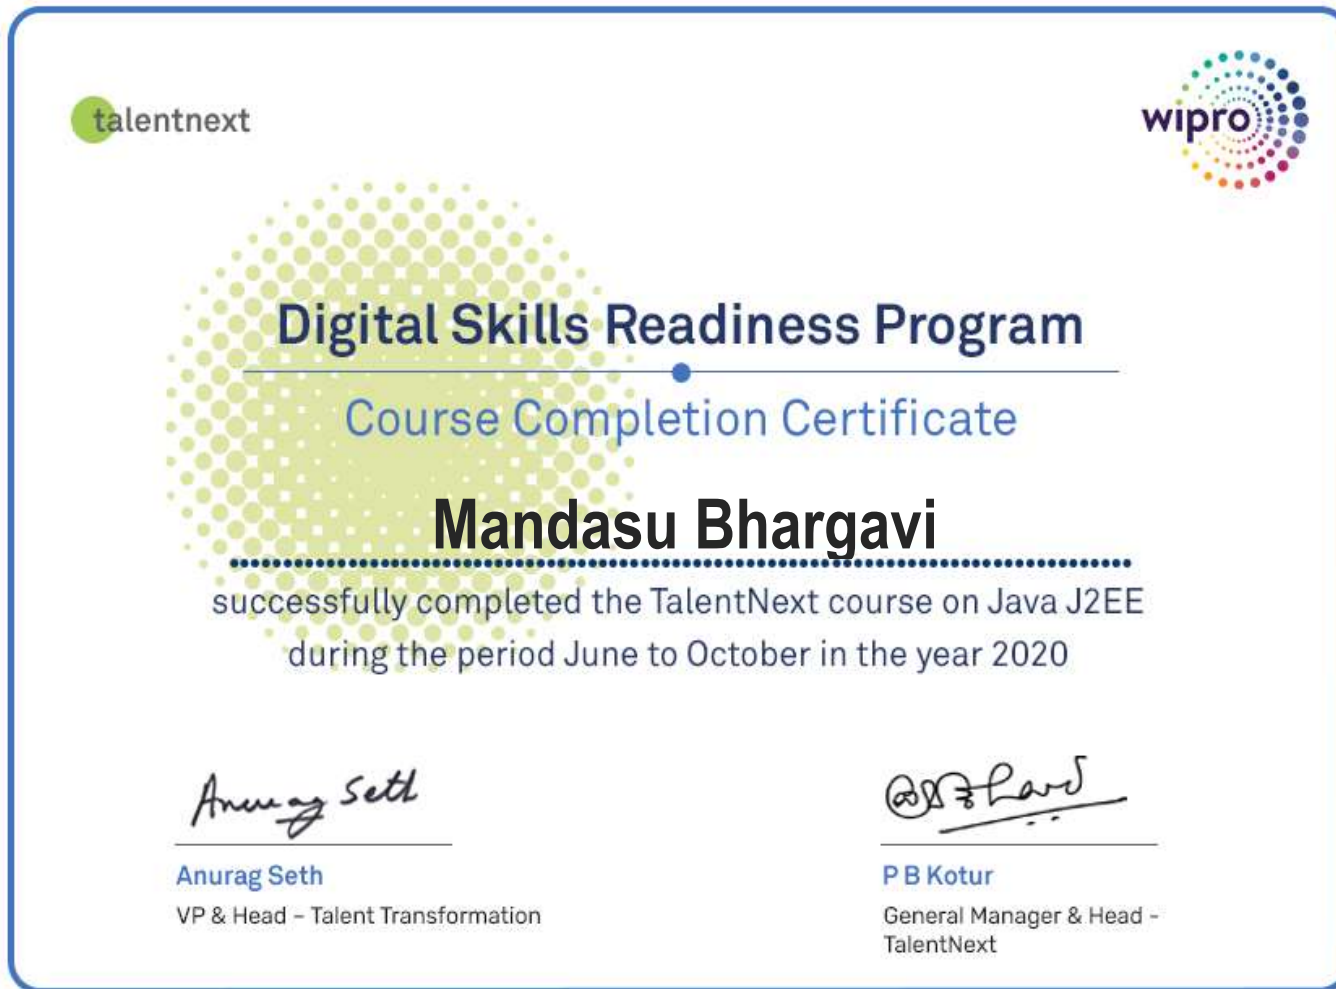 talentnext
wipro
Digital Skills Readiness Program
Course Completion Certificate
Mandasu Bhargavi
successfully completed the TalentNext course on Java J2EE
during the period June to October in the year 2020
Anurag Seth
Anurag Seth
P B Kotur
VP & Head – Talent Transformation
General Manager & Head -
TalentNext